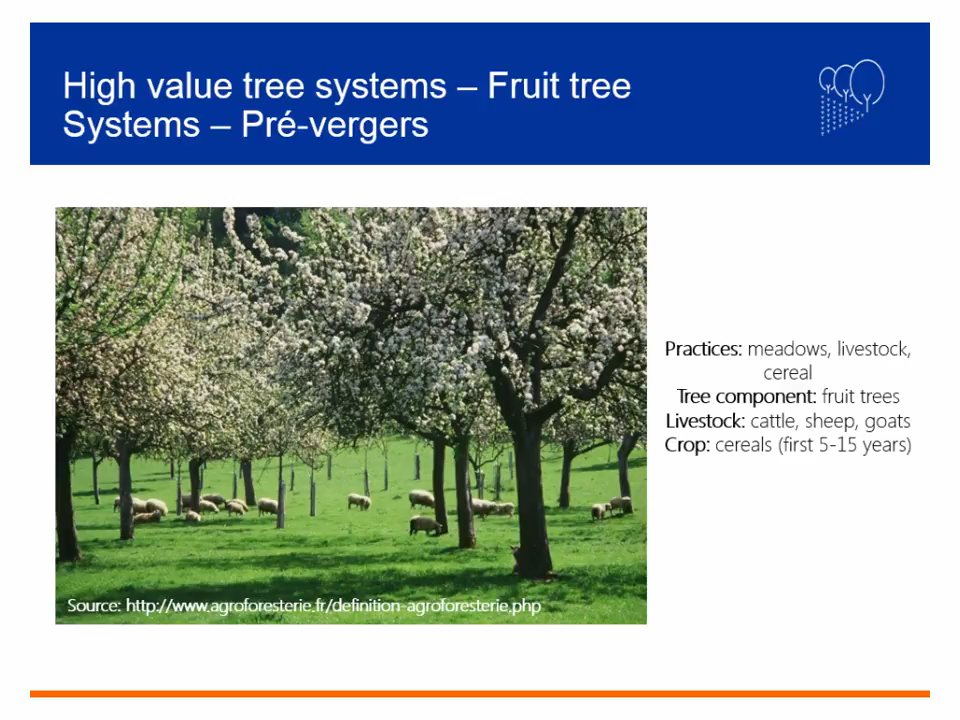 High value tree systems – Fruit tree
Systems – Pré-vergers
Practices: meadows, livestock,
cereal
Tree component: fruit trees
Livestock: cattle, sheep, goats
Crop: cereals (first 5-15 years)
Source: http://www.agroforesterie.fr/definition-agroforesterie.php